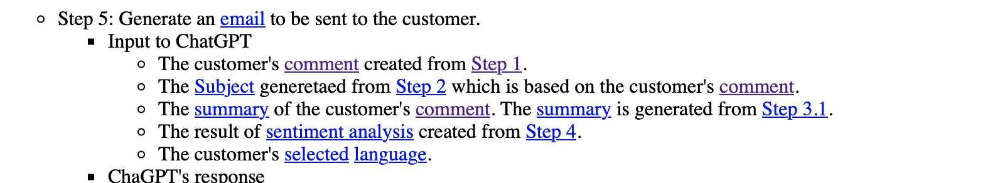 Step 5: Generate an email to be sent to the customer.
Input to ChatGPT
The customer's comment created from Step 1.
The Subject generetaed from Step 2 which is based on the customer's comment.
The summary of the customer's comment. The summary is generated from Step 3.1.
The result of sentiment analysis created from Step 4.
The customer's selected language.
ChaGPT's response